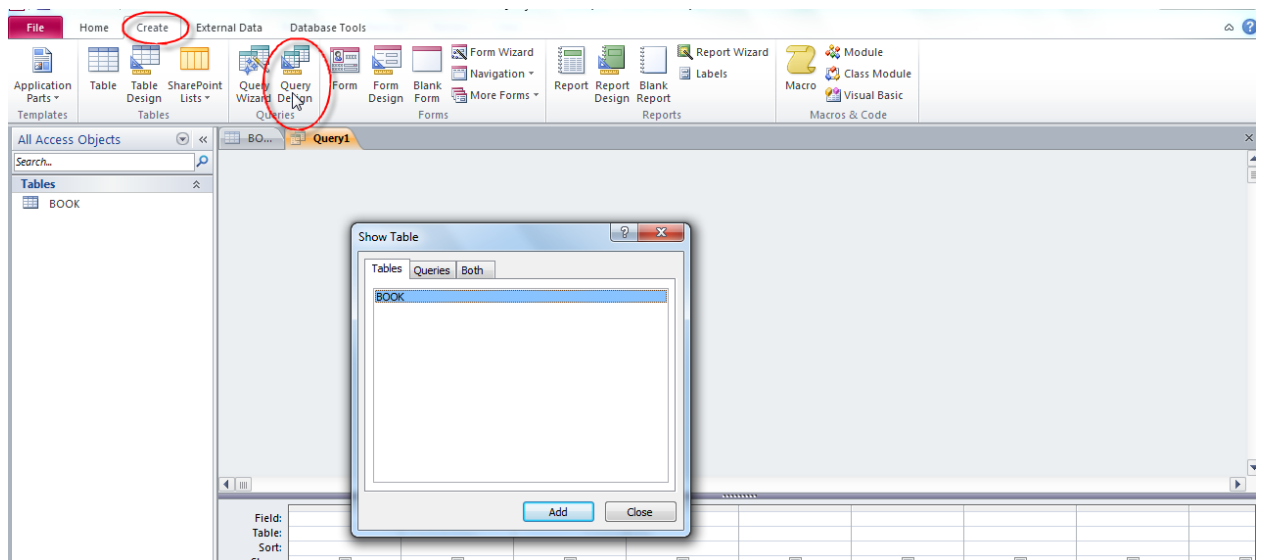 File Home Create External Data Database Tools
Application Parts Table Table Design SharePoint Lists Query Wizard Query Design Form Form Design Blank Form Form Wizard Navigation More Forms Report Report Design Blank Report Report Wizard Labels Macro Module Class Module Visual Basic
Templates Tables Queries Forms Reports Macros & Code
All Access Objects BO... Query1
Search...
Tables
BOOK
Show Table
Tables Queries Both
BOOK
Add Close
Field:
Table:
Sort: